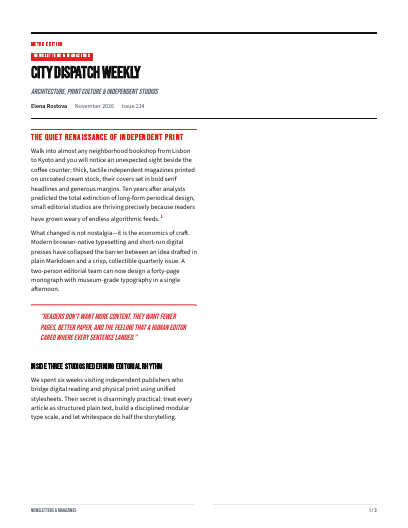 METRO EDITION
NEWSLETTERS & MAGAZINES
CITY DISPATCH WEEKLY
ARCHITECTURE, PRINT CULTURE & INDEPENDENT STUDIOS
Elena Rostova November 2026 Issue 214
THE QUIET RENAISSANCE OF INDEPENDENT PRINT
Walk into almost any neighborhood bookshop from Lisbon
to Kyoto and you will notice an unexpected sight beside the
coffee counter: thick, tactile independent magazines printed
on uncoated cream stock, their covers set in bold serif
headlines and generous margins. Ten years after analysts
predicted the total extinction of long-form periodical design,
small editorial studios are thriving precisely because readers
have grown weary of endless algorithmic feeds.1
What changed is not nostalgia—it is the economics of craft.
Modern browser-native typesetting and short-run digital
presses have collapsed the barrier between an idea drafted in
plain Markdown and a crisp, collectible quarterly issue. A
two-person editorial team can now design a forty-page
monograph with museum-grade typography in a single
afternoon.
"READERS DON'T WANT MORE CONTENT. THEY WANT FEWER
PAGES, BETTER PAPER, AND THE FEELING THAT A HUMAN EDITOR
CARED WHERE EVERY SENTENCE LANDED."
INSIDE THREE STUDIOS REDEFINING EDITORIAL RHYTHM
We spent six weeks visiting independent publishers who
bridge digital reading and physical print using unified
stylesheets. Their secret is disarmingly practical: treat every
article as structured plain text, build a disciplined modular
type scale, and let whitespace do half the storytelling.
NEWSLETTERS & MAGAZINES
1 / 3